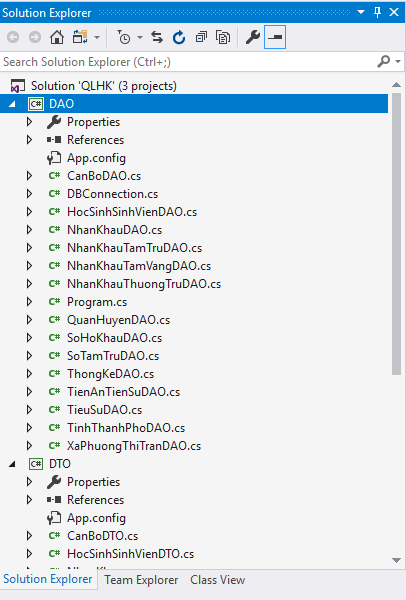 Solution Explorer
Search Solution Explorer (Ctrl+;)
Solution 'QLHK' (3 projects)
C# DAO
Properties
References
App.config
C# CanBoDAO.cs
C# DBConnection.cs
C# HocSinhSinhVienDAO.cs
C# NhanKhauDAO.cs
C# NhanKhauTamTruDAO.cs
C# NhanKhauTamVangDAO.cs
C# NhanKhauThuongTruDAO.cs
C# Program.cs
C# QuanHuyenDAO.cs
C# SoHoKhauDAO.cs
C# SoTamTruDAO.cs
C# ThongKeDAO.cs
C# TienAnTienSuDAO.cs
C# TieuSuDAO.cs
C# TinhThanhPhoDAO.cs
C# XaPhuongThiTranDAO.cs
C# DTO
Properties
References
App.config
C# CanBoDTO.cs
C# HocSinhSinhVienDTO.cs
Solution Explorer Team Explorer Class View